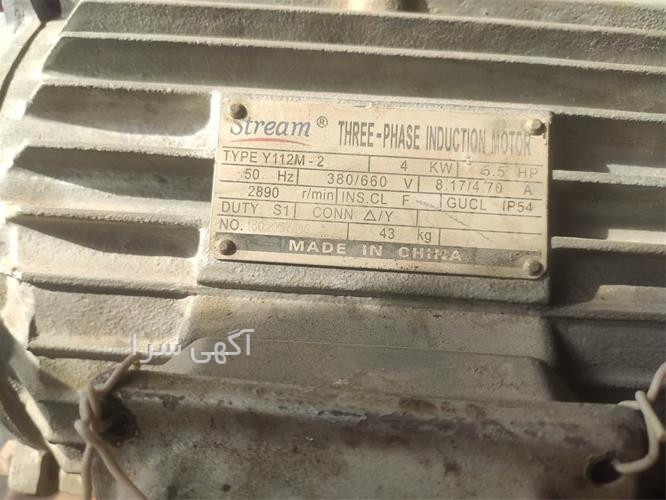 Stream ® THREE-PHASE INDUCTION MOTOR
TYPE Y112M-2 4 KW 5.5 HP
50 Hz 380/660 V 8.17/4.70 A
2890 r/min INS.CL F GUCL IP54
DUTY S1 CONN △/Y
NO. 43 kg
MADE IN CHINA
آگهی سرا